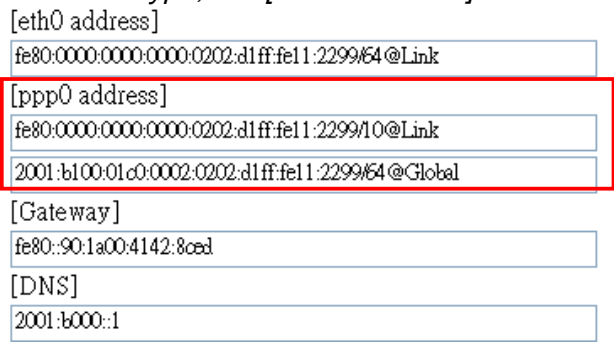 [eth0 address]
fe80:0000:0000:0000:0202:d1ff:fe11:2299/64@Link
[ppp0 address]
fe80:0000:0000:0000:0202:d1ff:fe11:2299/10@Link
2001:b100:01c0:0002:0202:d1ff:fe11:2299/64@Global
[Gateway]
fe80::90:1a00:4142:8ced
[DNS]
2001:b000::1